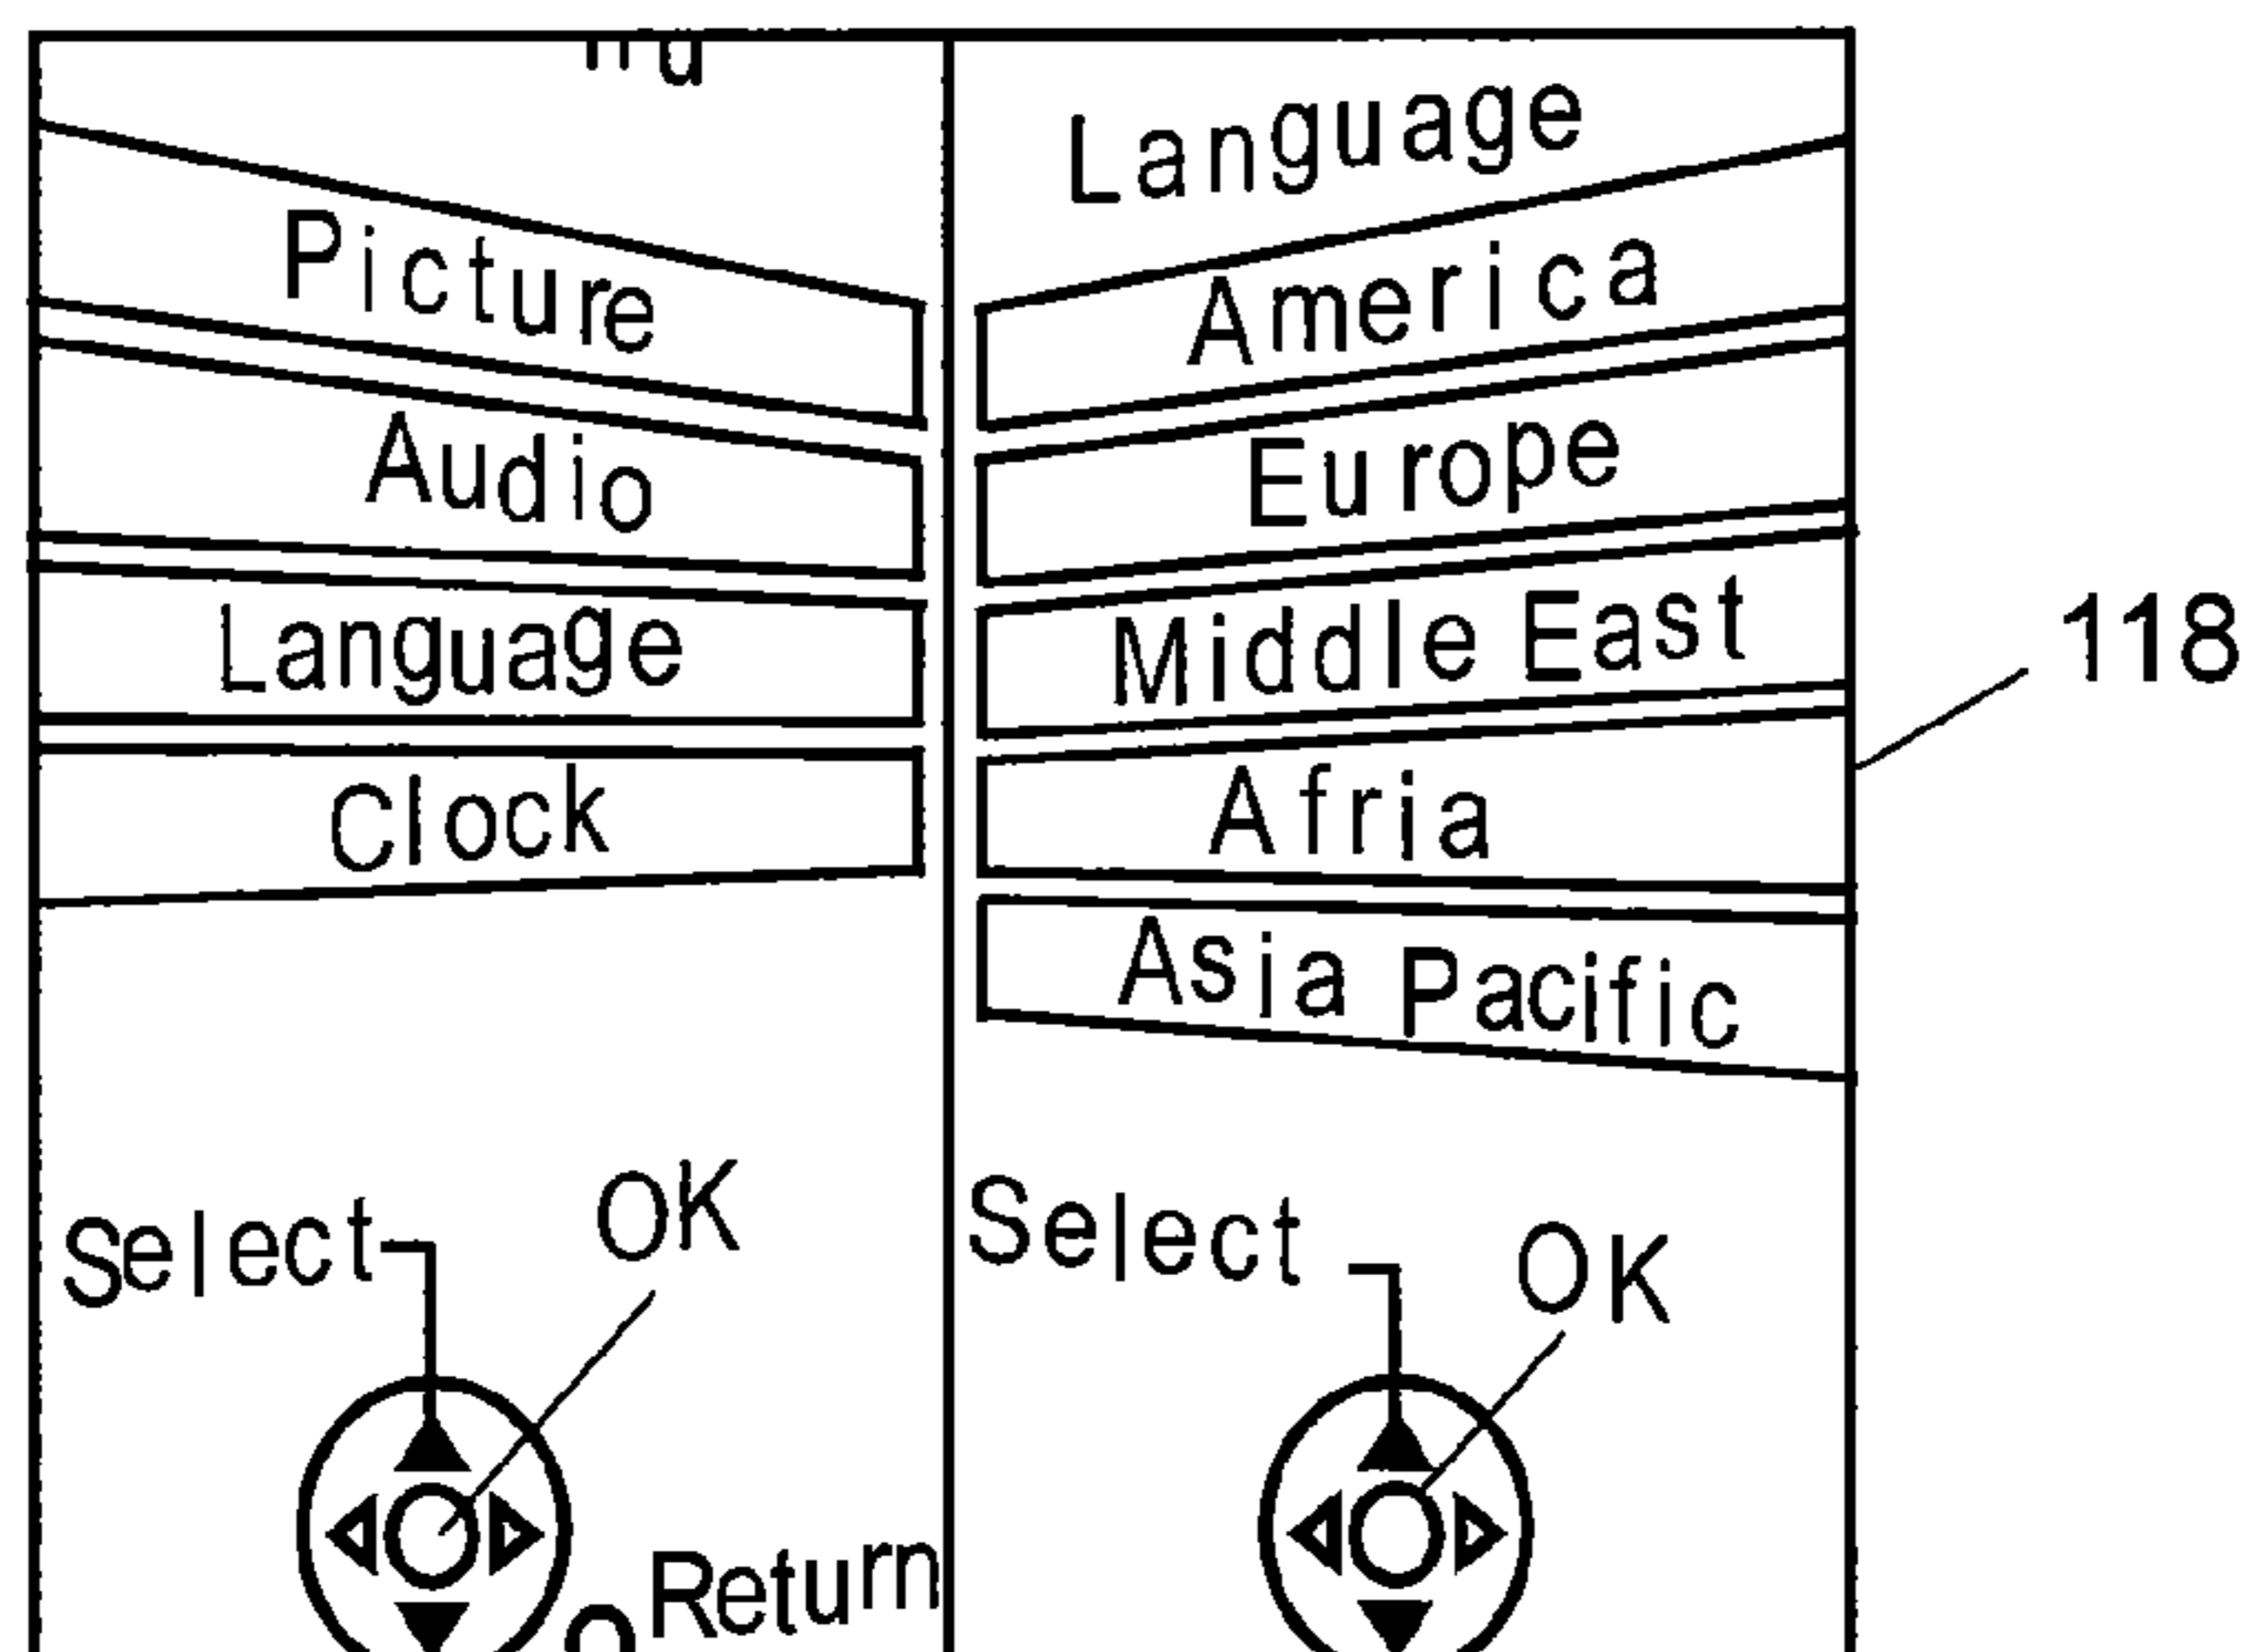 Picture
Audio
Language
Clock
Select
OK
Return
Language
America
Europe
Middle East
Afria
Asia Pacific
Select
OK
118